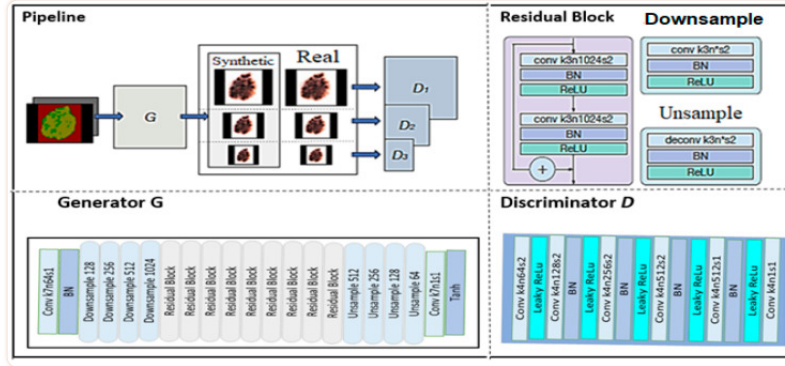 Pipeline
Synthetic
Real
G
D1
D2
D3
Residual Block
conv k3n1024s2
BN
ReLU
conv k3n1024s2
BN
ReLU
+
Downsample
conv k3n*s2
BN
ReLU
Unsample
deconv k3n*s2
BN
ReLU
Generator G
Conv k7n64s1
BN
Downsample 128
Downsample 256
Downsample 512
Downsample 1024
Residual Block
Residual Block
Residual Block
Residual Block
Residual Block
Residual Block
Residual Block
Residual Block
Residual Block
Unsample 512
Unsample 256
Unsample 128
Unsample 64
Conv k7n1s1
Tanh
Discriminator D
Conv k4n64s2
Leaky ReLu
Conv k4n128s2
BN
Leaky ReLu
Conv k4n256s2
BN
Leaky ReLu
Conv k4n512s2
BN
Leaky ReLu
Conv k4n512s1
BN
Leaky ReLu
Conv k4n1s1